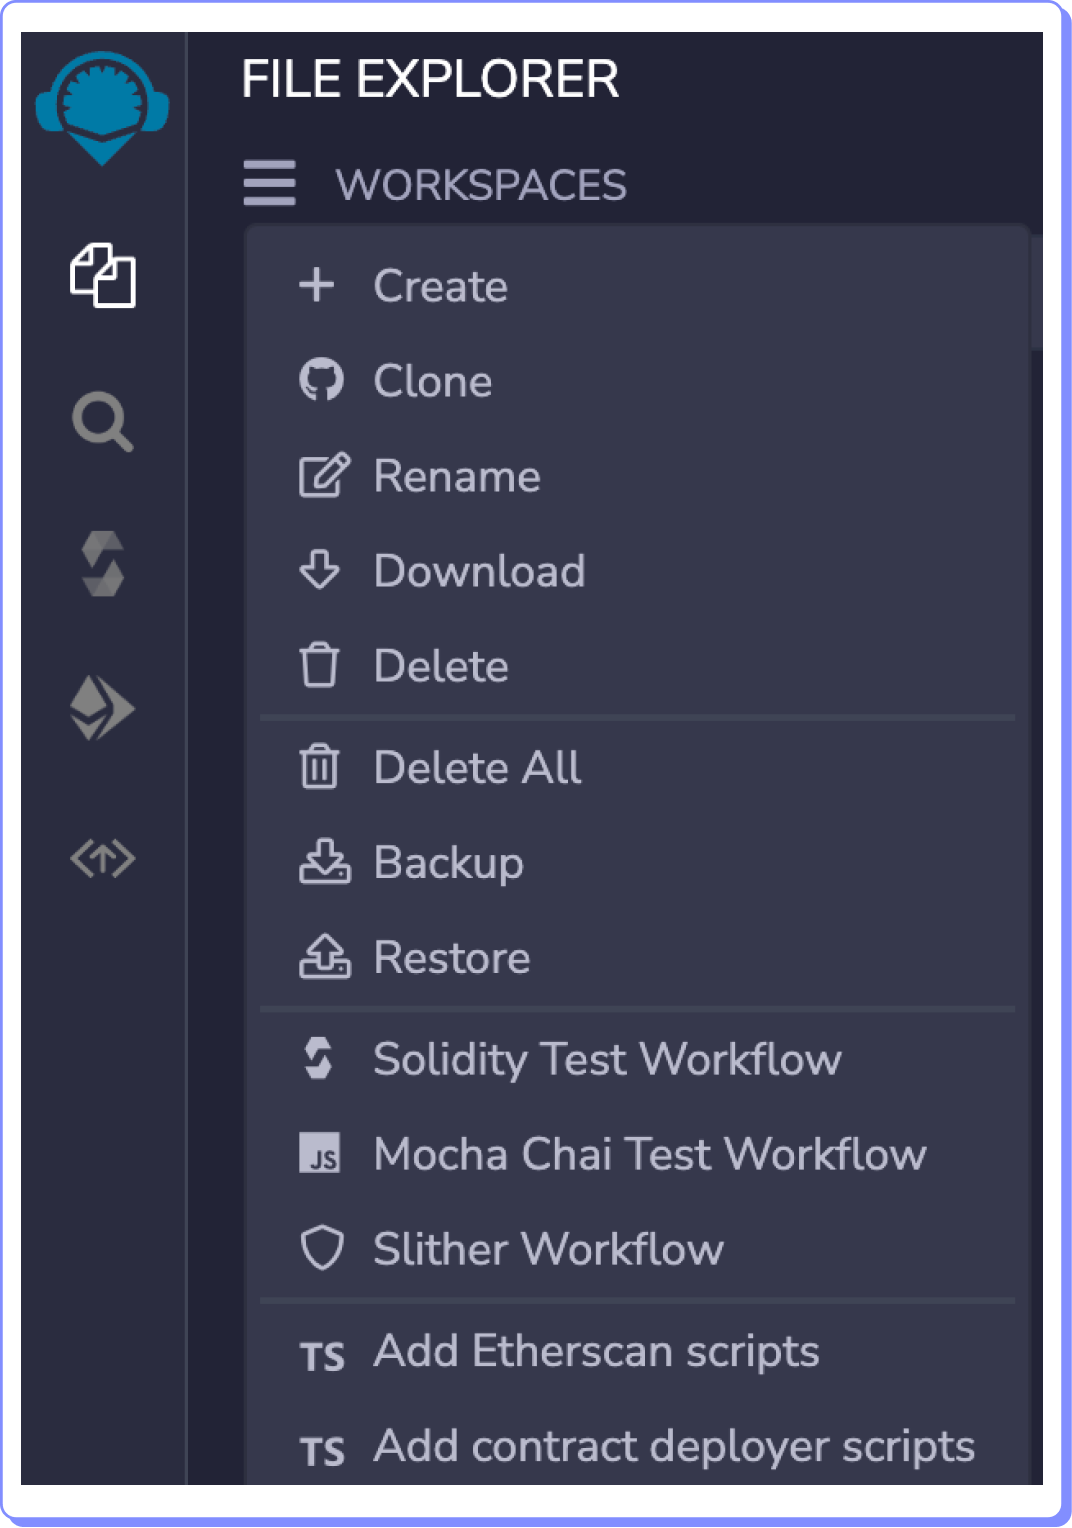 FILE EXPLORER
WORKSPACES
Create
Clone
Rename
Download
Delete
Delete All
Backup
Restore
Solidity Test Workflow
JS Mocha Chai Test Workflow
Slither Workflow
TS Add Etherscan scripts
TS Add contract deployer scripts